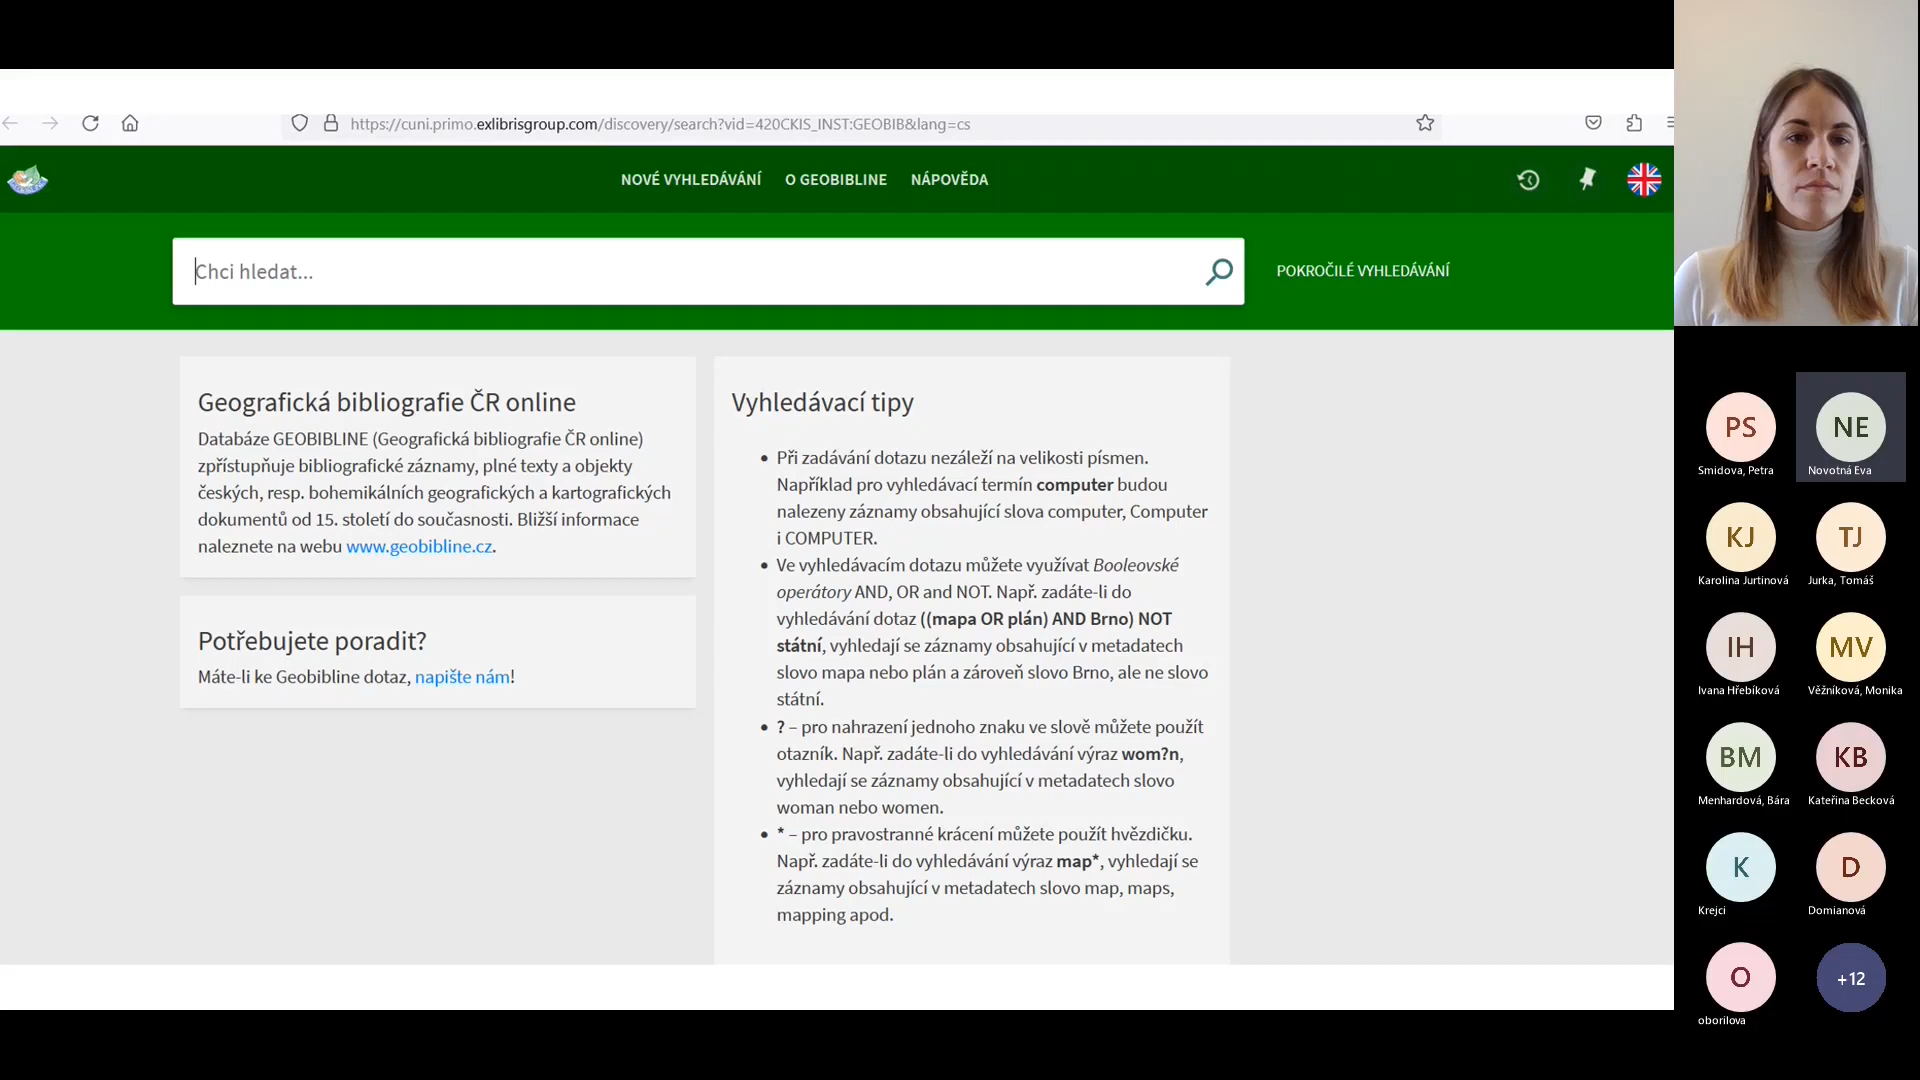 https://cuni.primo.exlibrisgroup.com/discovery/search?vid=420CKIS_INST:GEOBIB&lang=cs
NOVÉ VYHLEDÁVÁNÍ O GEOBIBLINE NÁPOVĚDA
Chci hledat...
POKROČILÉ VYHLEDÁVÁNÍ
Geografická bibliografie ČR online
Databáze GEOBIBLINE (Geografická bibliografie ČR online)
zpřístupňuje bibliografické záznamy, plné texty a objekty
českých, resp. bohemikálních geografických a kartografických
dokumentů od 15. století do současnosti. Bližší informace
naleznete na webu www.geobibline.cz.
Potřebujete poradit?
Máte-li ke Geobibline dotaz, napište nám!
Vyhledávací tipy
• Při zadávání dotazu nezáleží na velikosti písmen.
Například pro vyhledávací termín computer budou
nalezeny záznamy obsahující slova computer, Computer
i COMPUTER.
• Ve vyhledávacím dotazu můžete využívat Booleovské
operátory AND, OR and NOT. Např. zadáte-li do
vyhledávání dotaz ((mapa OR plán) AND Brno) NOT
státní, vyhledají se záznamy obsahující v metadatech
slovo mapa nebo plán a zároveň slovo Brno, ale ne slovo
státní.
• ? – pro nahrazení jednoho znaku ve slově můžete použít
otazník. Např. zadáte-li do vyhledávání výraz wom?n,
vyhledají se záznamy obsahující v metadatech slovo
woman nebo women.
• * – pro pravostranné krácení můžete použít hvězdičku.
Např. zadáte-li do vyhledávání výraz map*, vyhledají se
záznamy obsahující v metadatech slovo map, maps,
mapping apod.
PS NE
Smidova, Petra Novotná Eva
KJ TJ
Karolina Jurtinová Jurka, Tomáš
IH MV
Ivana Hřebíková Věžníková, Monika
BM KB
Menhardová, Bára Kateřina Becková
K D
Krejci Domianová
O +12
oborilova